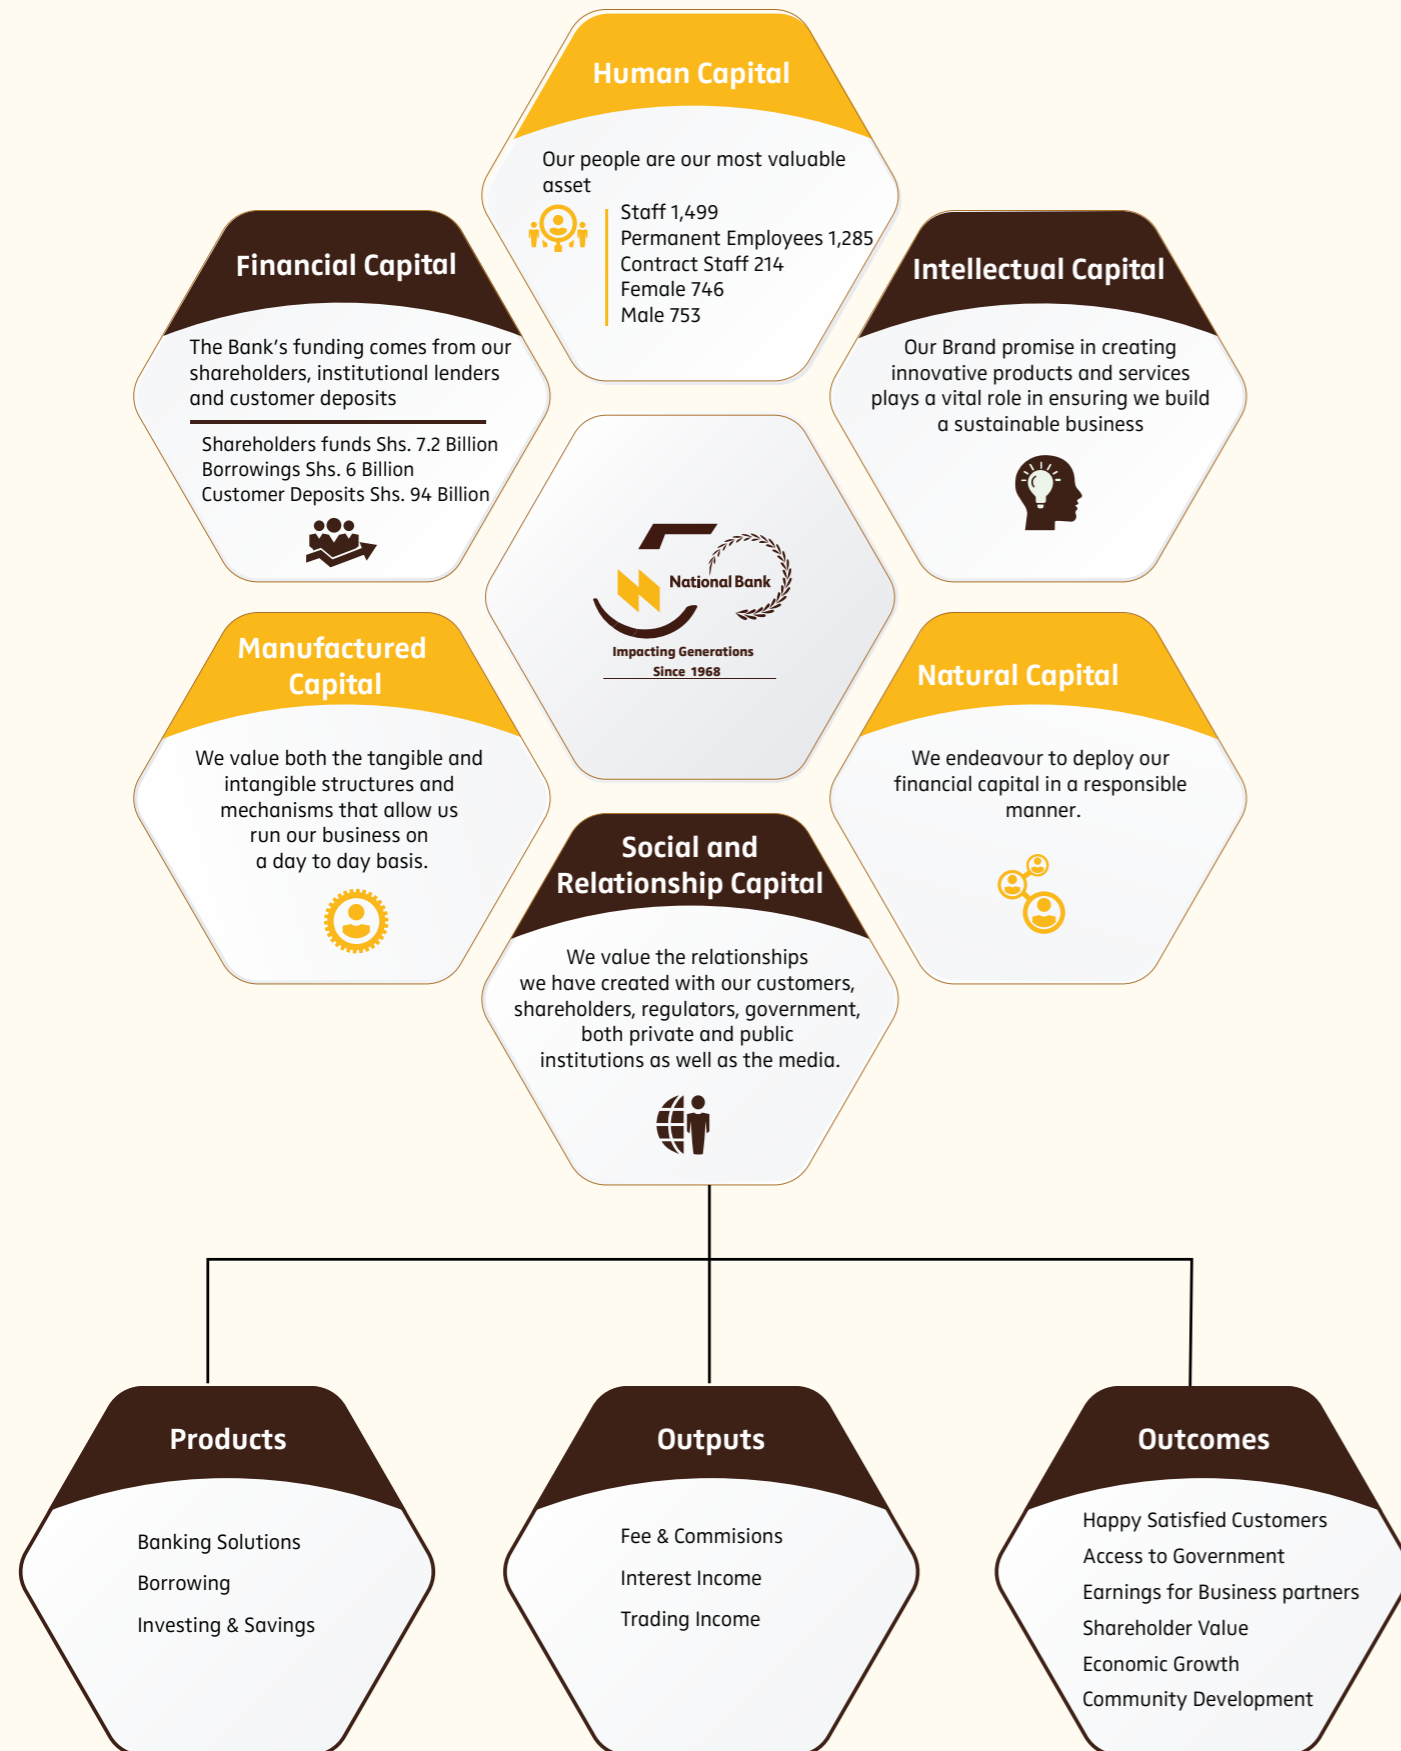 Human Capital
Our people are our most valuable
asset
Staff 1,499
Permanent Employees 1,285
Contract Staff 214
Female 746
Male 753
Financial Capital
The Bank's funding comes from our
shareholders, institutional lenders
and customer deposits
Shareholders funds Shs. 7.2 Billion
Borrowings Shs. 6 Billion
Customer Deposits Shs. 94 Billion
Intellectual Capital
Our Brand promise in creating
innovative products and services
plays a vital role in ensuring we build
a sustainable business
National Bank
Impacting Generations
Since 1968
Manufactured
Capital
We value both the tangible and
intangible structures and
mechanisms that allow us
run our business on
a day to day basis.
Natural Capital
We endeavour to deploy our
financial capital in a responsible
manner.
Social and
Relationship Capital
We value the relationships
we have created with our customers,
shareholders, regulators, government,
both private and public
institutions as well as the media.
Products
Banking Solutions
Borrowing
Investing & Savings
Outputs
Fee & Commisions
Interest Income
Trading Income
Outcomes
Happy Satisfied Customers
Access to Government
Earnings for Business partners
Shareholder Value
Economic Growth
Community Development